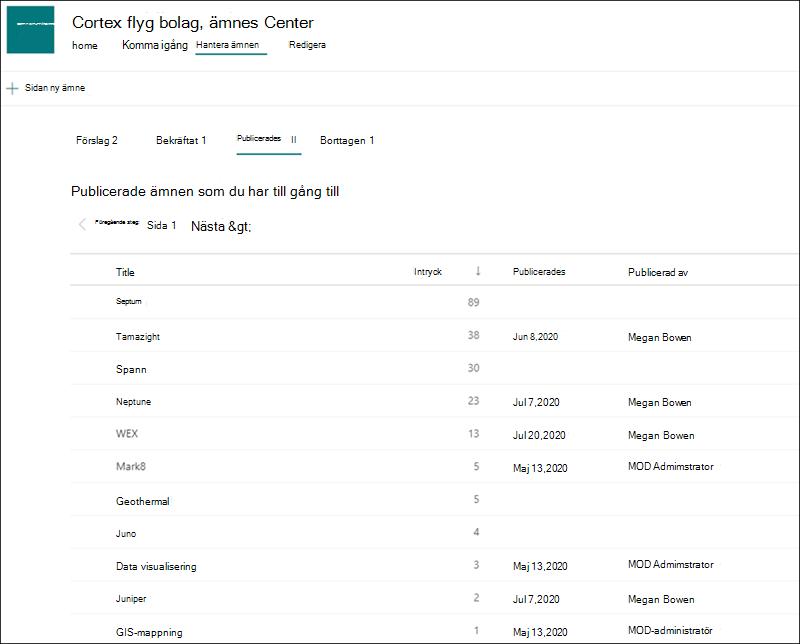 Cortex flyg bolag, ämnes Center
home Komma igång Hantera ämnen Redigera
Sidan ny ämne
Förslag 2 Bekräftat 1 Publicerades II Borttagen 1
Publicerade ämnen som du har till gång till
Föregående steg Sida 1 Nästa &gt;
Title Intryck ↓ Publicerades Publicerad av
Septum 89
Tamazight 38 Jun 8,2020 Megan Bowen
Spann 30
Neptune 23 Jul 7,2020 Megan Bowen
WEX 13 Jul 20,2020 Megan Bowen
Mark8 5 Maj 13,2020 MOD Admimstrator
Geothermal 5
Juno 4
Data visualisering 3 Maj 13,2020 MOD Admimstrator
Juniper 2 Jul 7,2020 Megan Bowen
GIS-mappning 1 Maj 13,2020 MOD-administratör